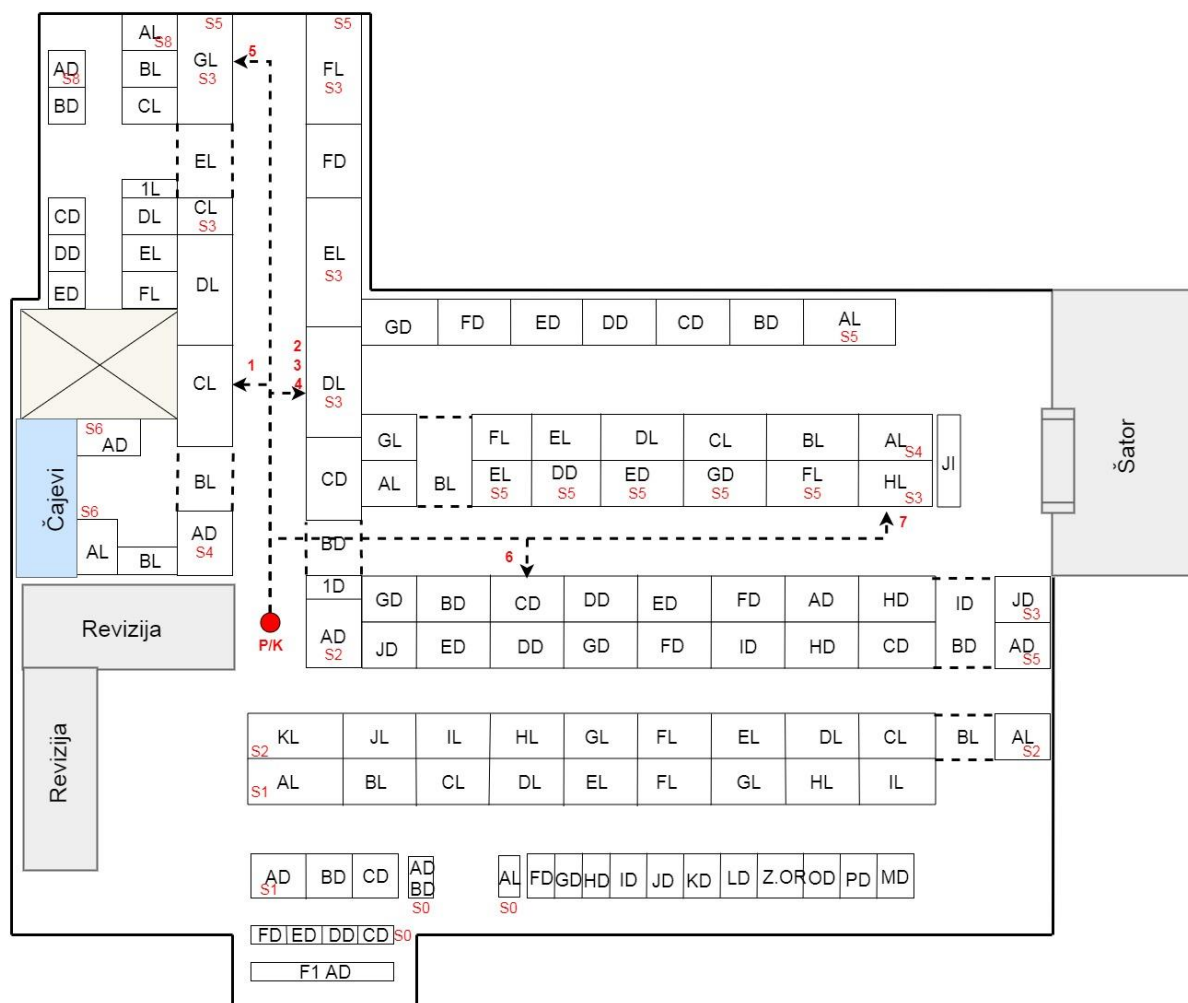 AL
S8
S5
GL
S3
5
S5
FL
S3
AD
S8
BL
BD
CL
EL
FD
1L
CD
DL
CL
S3
DD
EL
DL
EL
S3
ED
FL
GD
FD
ED
DD
CD
BD
AL
S5
CL
1
2
3
4
DL
S3
S6
AD
Čajevi
BL
CD
GL
AL
BL
FL
EL
DL
CL
BL
AL
S4
EL
S5
DD
S5
ED
S5
GD
S5
FL
S5
HL
S3
JI
Šator
S6
AL
BL
AD
S4
BD
6
7
1D
AD
S2
P/K
Revizija
Revizija
GD
BD
CD
DD
ED
FD
AD
HD
ID
JD
S3
JD
ED
DD
GD
FD
ID
HD
CD
BD
AD
S5
S2
KL
JL
IL
HL
GL
FL
EL
DL
CL
BL
AL
S2
S1
AL
BL
CL
DL
EL
FL
GL
HL
IL
AD
S1
BD
CD
AD
BD
S0
AL
S0
FD
GD
HD
ID
JD
KD
LD
Z.OR
OD
PD
MD
FD
ED
DD
CD
S0
F1 AD